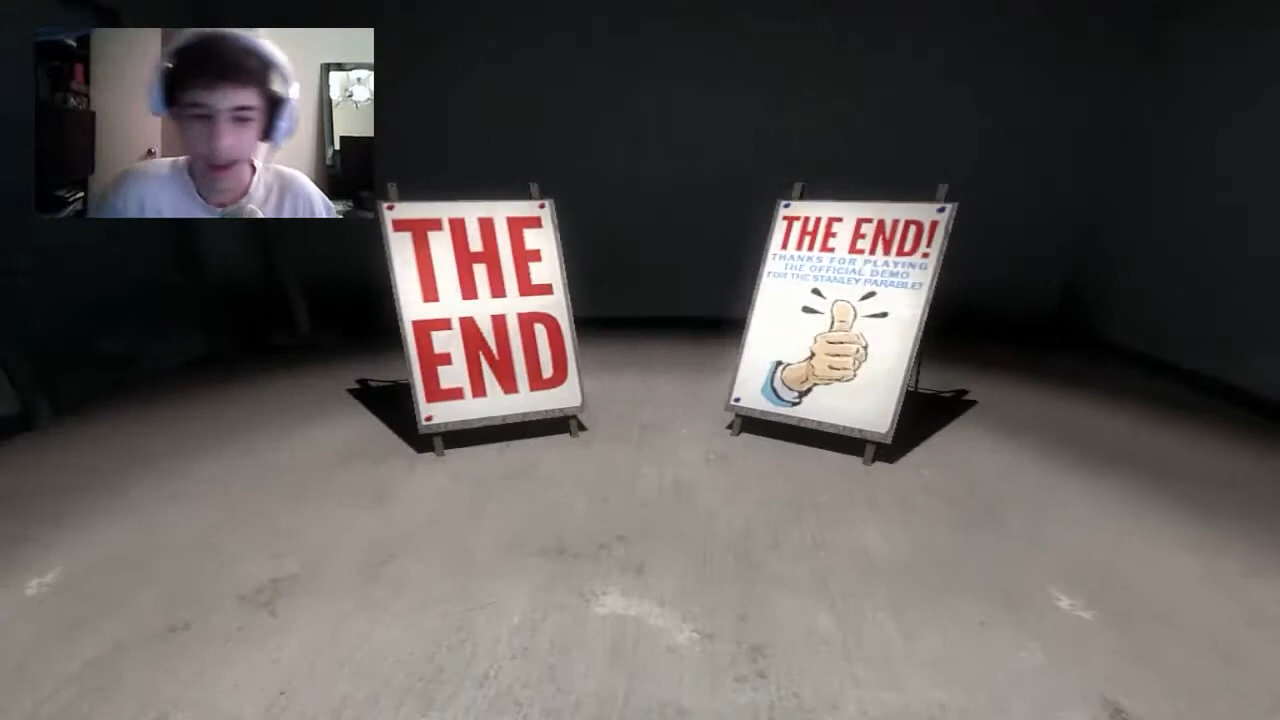 THE
END
THE END!
THANKS FOR PLAYING
THE OFFICIAL DEMO
FOR THE STANLEY PARABLE!